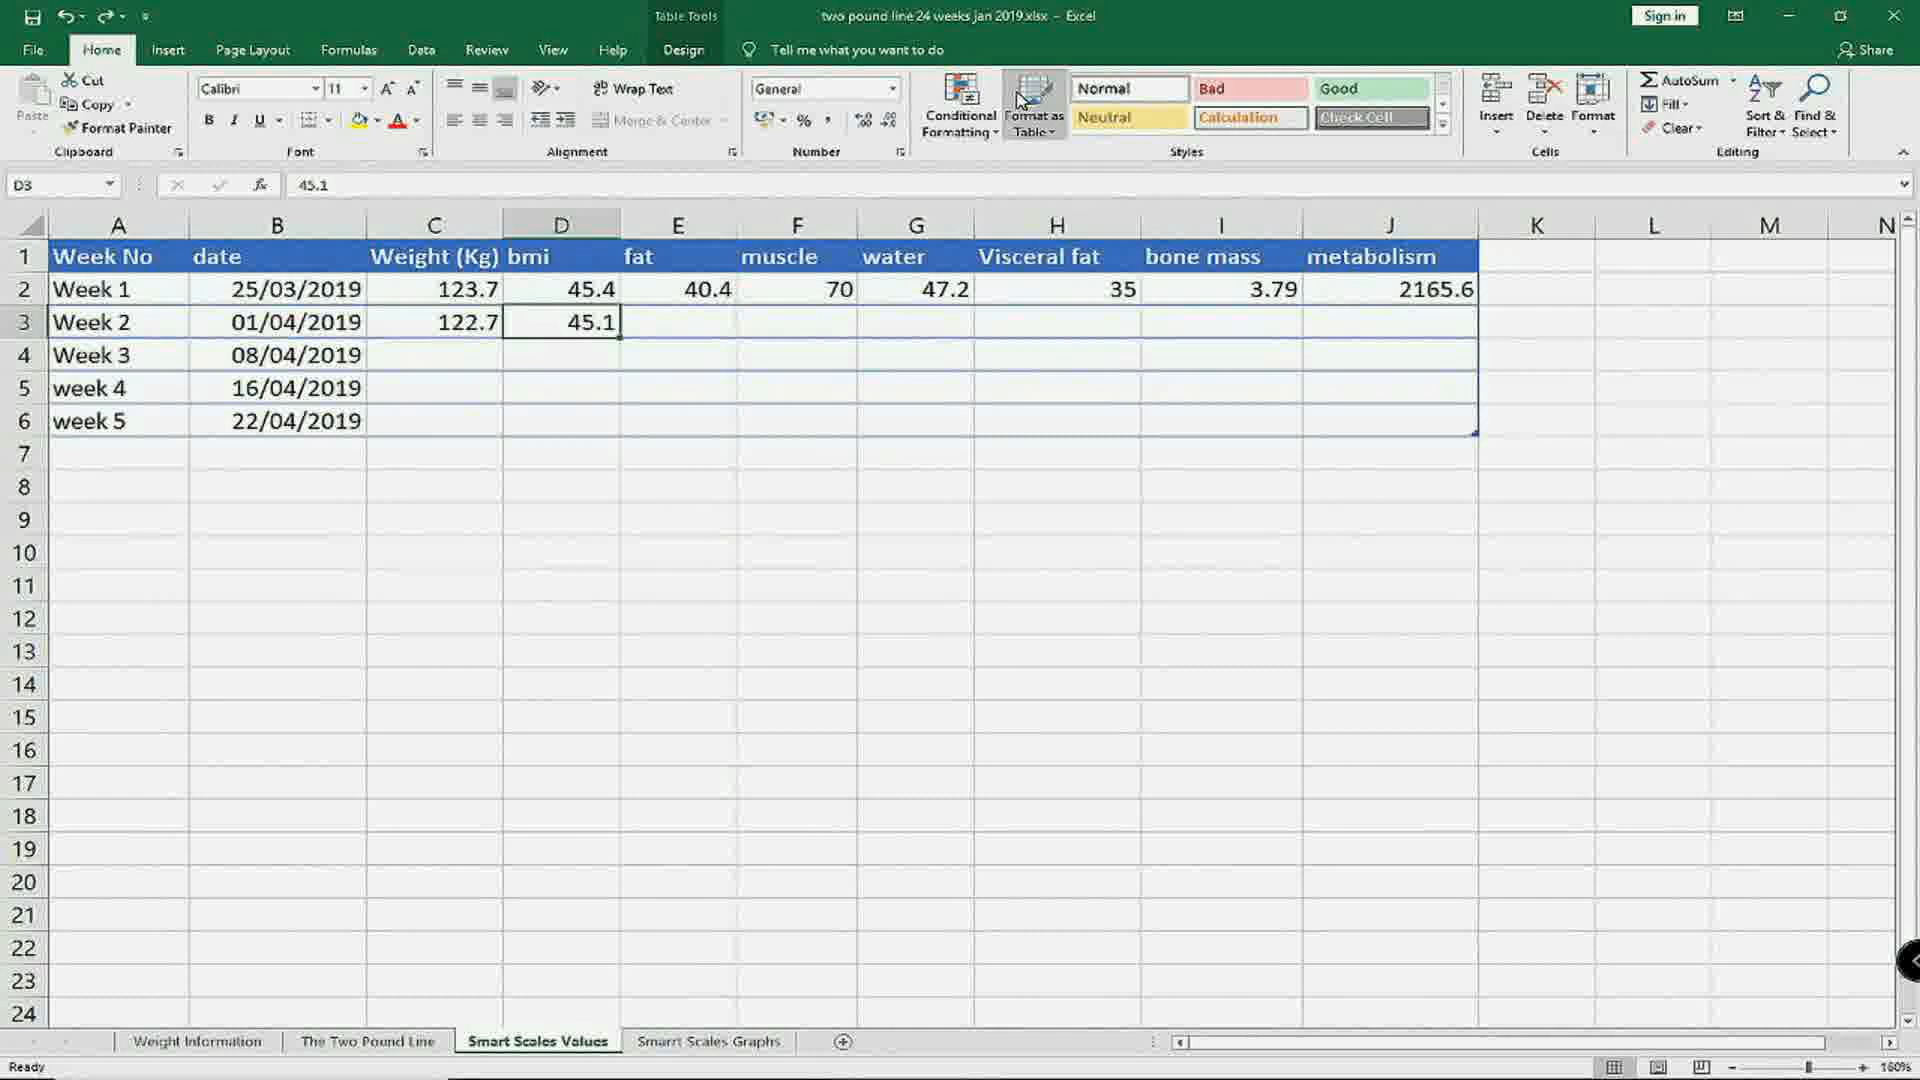 Table Tools
two pound line 24 weeks jan 2019.xlsx - Excel
Sign in
File Home Insert Page Layout Formulas Data Review View Help Design Tell me what you want to do Share
Paste
Cut
Copy
Format Painter
Clipboard
Calibri 11
B I U
Font
Wrap Text
Merge & Center
Alignment
General
%
Number
Conditional Formatting
Format as Table
Normal Bad Good
Neutral Calculation Check Cell
Styles
Insert Delete Format
Cells
AutoSum
Fill
Clear
Sort & Filter
Find & Select
Editing
D3 fx 45.1
A B C D E F G H I J K L M N
1 Week No date Weight (Kg) bmi fat muscle water Visceral fat bone mass metabolism
2 Week 1 25/03/2019 123.7 45.4 40.4 70 47.2 35 3.79 2165.6
3 Week 2 01/04/2019 122.7 45.1
4 Week 3 08/04/2019
5 week 4 16/04/2019
6 week 5 22/04/2019
7
8
9
10
11
12
13
14
15
16
17
18
19
20
21
22
23
24
Weight Information The Two Pound Line Smart Scales Values Smarrt Scales Graphs
Ready 160%